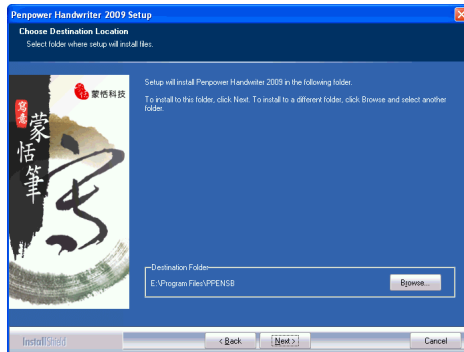 Penpower Handwriter 2009 Setup
Choose Destination Location
Select folder where setup will install files.
蒙恬科技
寫意
蒙恬筆
寫
Setup will install Penpower Handwriter 2009 in the following folder.
To install to this folder, click Next. To install to a different folder, click Browse and select another
folder.
Destination Folder
E:\Program Files\PPENSB
Browse...
InstallShield
< Back
Next >
Cancel